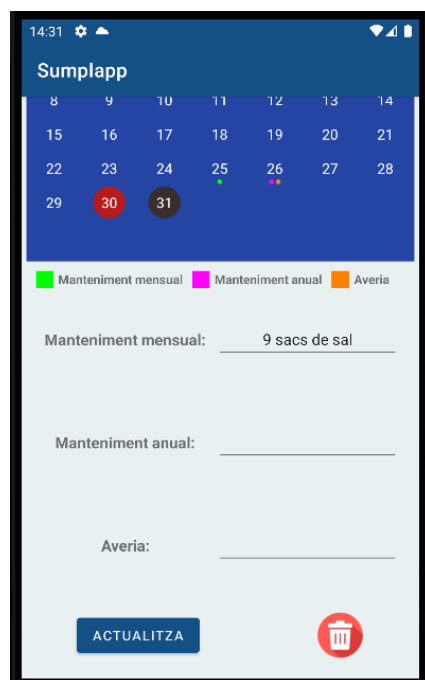 14:31
Sumplapp
8 9 10 11 12 13 14
15 16 17 18 19 20 21
22 23 24 25 26 27 28
29 30 31
Manteniment mensual Manteniment anual Averia
Manteniment mensual: 9 sacs de sal
Manteniment anual:
Averia:
ACTUALITZA